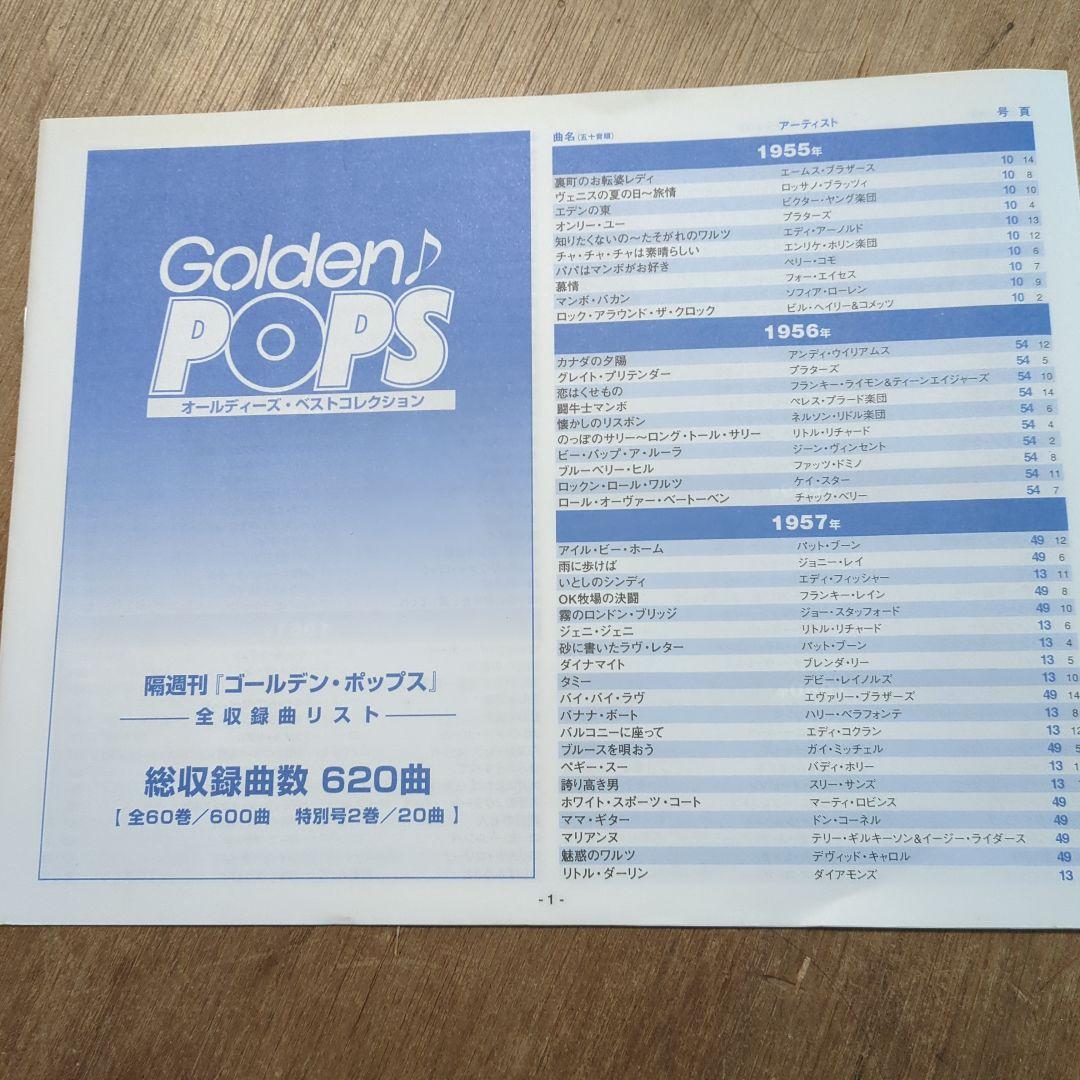 Golden♪
POPS
オールディーズ・ベストコレクション
隔週刊『ゴールデン・ポップス』
全収録曲リスト
総収録曲数 620曲
【 全60巻／600曲 特別号2巻／20曲 】
曲名（五十音順） アーティスト 号 頁
1955年
裏町のお転婆レディ エームス・ブラザース 10 14
ヴェニスの夏の日〜旅情 ロッサノ・ブラッツィ 10 8
エデンの東 ビクター・ヤング楽団 10 10
オンリー・ユー プラターズ 10 4
知りたくないの〜たそがれのワルツ エディ・アーノルド 10 13
チャ・チャ・チャは素晴らしい エンリケ・ホリン楽団 10 12
パパはマンボがお好き ペリー・コモ 10 6
慕情 フォー・エイセス 10 7
マンボ・バカン ソフィア・ローレン 10 9
ロック・アラウンド・ザ・クロック ビル・ヘイリー&コメッツ 10 2
1956年
カナダの夕陽 アンディ・ウイリアムス 54 12
グレイト・プリテンダー プラターズ 54 5
恋はくせもの フランキー・ライモン&ティーンエイジャーズ 54 10
闘牛士マンボ ペレス・プラード楽団 54 14
懐かしのリスボン ネルソン・リドル楽団 54 6
のっぽのサリー〜ロング・トール・サリー リトル・リチャード 54 4
ビー・バップ・ア・ルーラ ジーン・ヴィンセント 54 2
ブルーベリー・ヒル ファッツ・ドミノ 54 8
ロックン・ロール・ワルツ ケイ・スター 54 11
ロール・オーヴァー・ベートーベン チャック・ベリー 54 7
1957年
アイル・ビー・ホーム パット・ブーン 49 12
雨に歩けば ジョニー・レイ 49 6
いとしのシンディ エディ・フィッシャー 13 11
OK牧場の決闘 フランキー・レイン 49 8
霧のロンドン・ブリッジ ジョー・スタッフォード 49 10
ジェニ・ジェニ リトル・リチャード 13 6
砂に書いたラヴ・レター パット・ブーン 13 4
ダイナマイト ブレンダ・リー 13 5
タミー デビー・レイノルズ 13 10
バイ・バイ・ラヴ エヴァリー・ブラザーズ 49 14
バナナ・ボート ハリー・ベラフォンテ 13 8
バルコニーに座って エディ・コクラン 13 12
ブルースを唄おう ガイ・ミッチェル 49 5
ペギー・スー バディ・ホリー 13
誇り高き男 スリー・サンズ 13
ホワイト・スポーツ・コート マーティ・ロビンス 49
ママ・ギター ドン・コーネル 49
マリアンヌ テリー・ギルキーソン&イージー・ライダース 49
魅惑のワルツ デヴィッド・キャロル 49
リトル・ダーリン ダイアモンズ 13
- 1 -